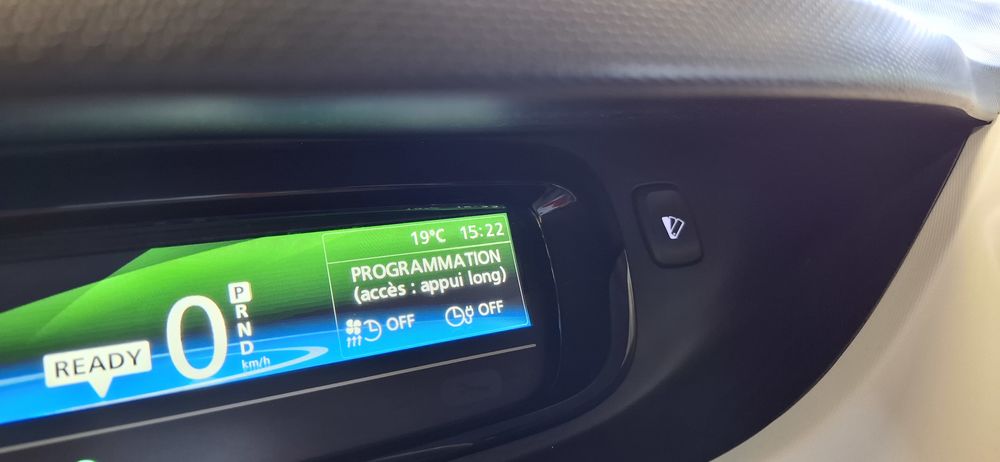 19°C 15:22
PROGRAMMATION
(accès : appui long)
OFF OFF
READY
0
P
R
N
D
km/h